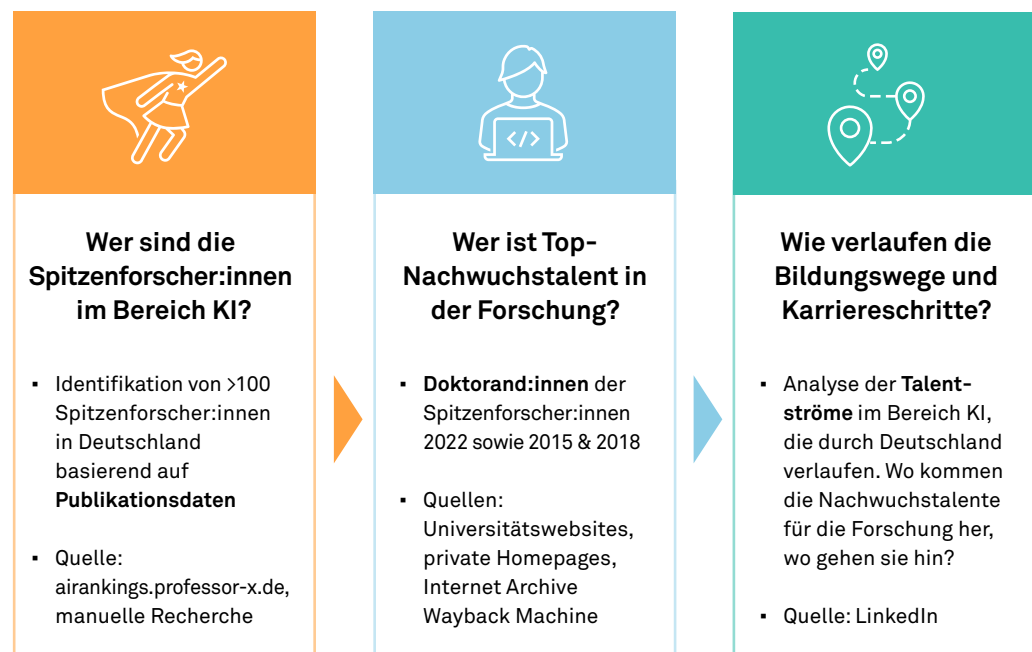 </>
Wer sind die
Spitzenforscher:innen
im Bereich KI?
▪ Identifikation von >100
Spitzenforscher:innen
in Deutschland
basierend auf
Publikationsdaten
▪ Quelle:
airankings.professor-x.de,
manuelle Recherche
Wer ist Top-
Nachwuchstalent in
der Forschung?
▪ Doktorand:innen der
Spitzenforscher:innen
2022 sowie 2015 & 2018
▪ Quellen:
Universitätswebsites,
private Homepages,
Internet Archive
Wayback Machine
Wie verlaufen die
Bildungswege und
Karriereschritte?
▪ Analyse der Talent-
ströme im Bereich KI,
die durch Deutschland
verlaufen. Wo kommen
die Nachwuchstalente
für die Forschung her,
wo gehen sie hin?
▪ Quelle: LinkedIn